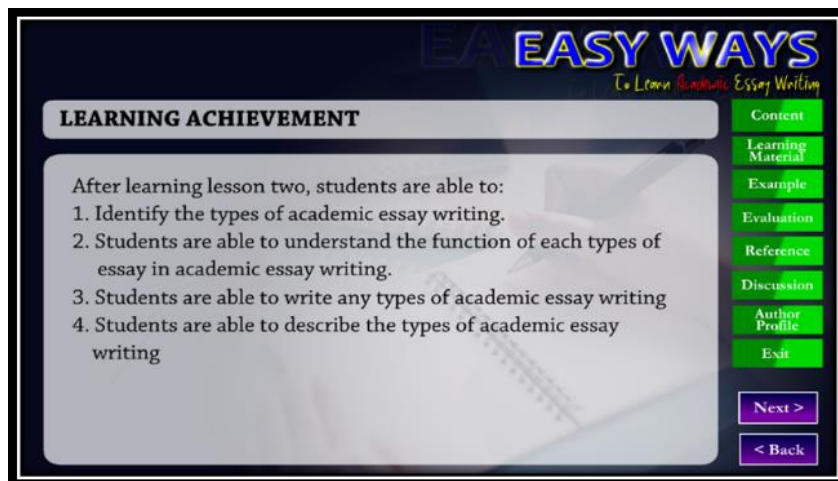 EASY WAYS
To Learn Academic Essay Writing
LEARNING ACHIEVEMENT
After learning lesson two, students are able to:
1. Identify the types of academic essay writing.
2. Students are able to understand the function of each types of
essay in academic essay writing.
3. Students are able to write any types of academic essay writing
4. Students are able to describe the types of academic essay
writing
Content
Learning
Material
Example
Evaluation
Reference
Discussion
Author
Profile
Exit
Next >
< Back